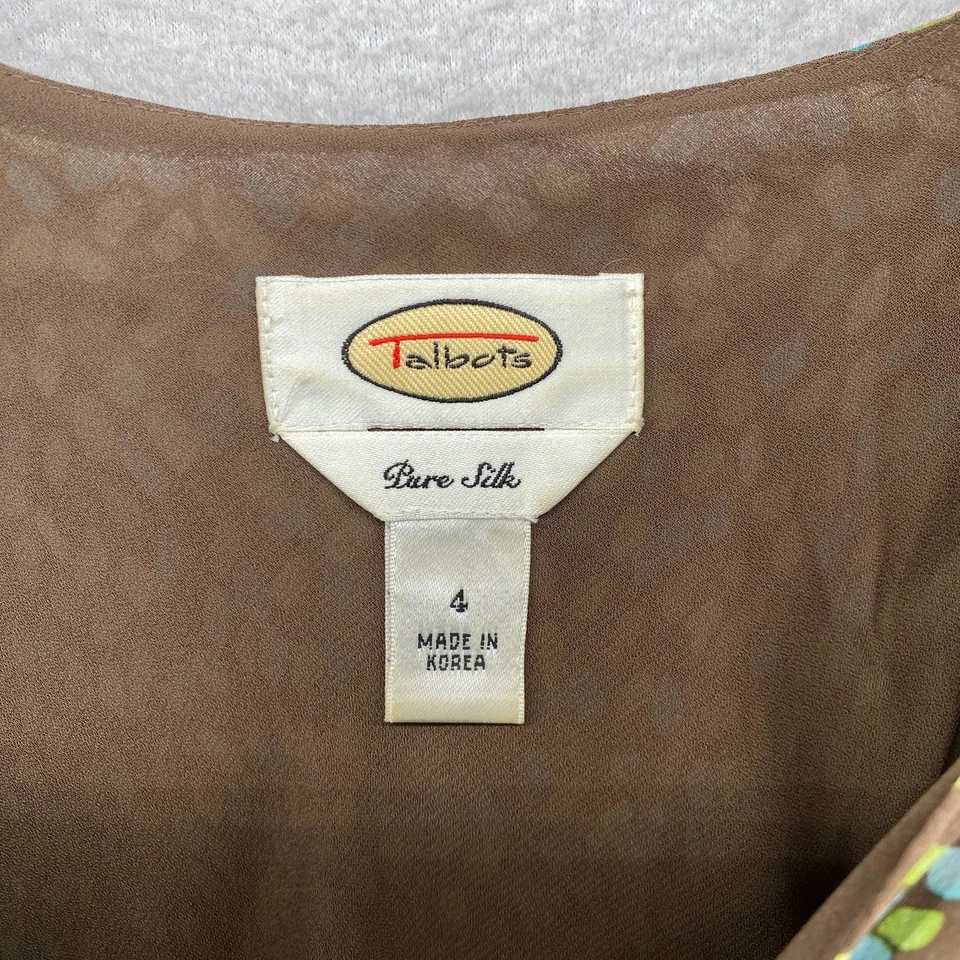 Talbots
Pure Silk
4
MADE IN
KOREA